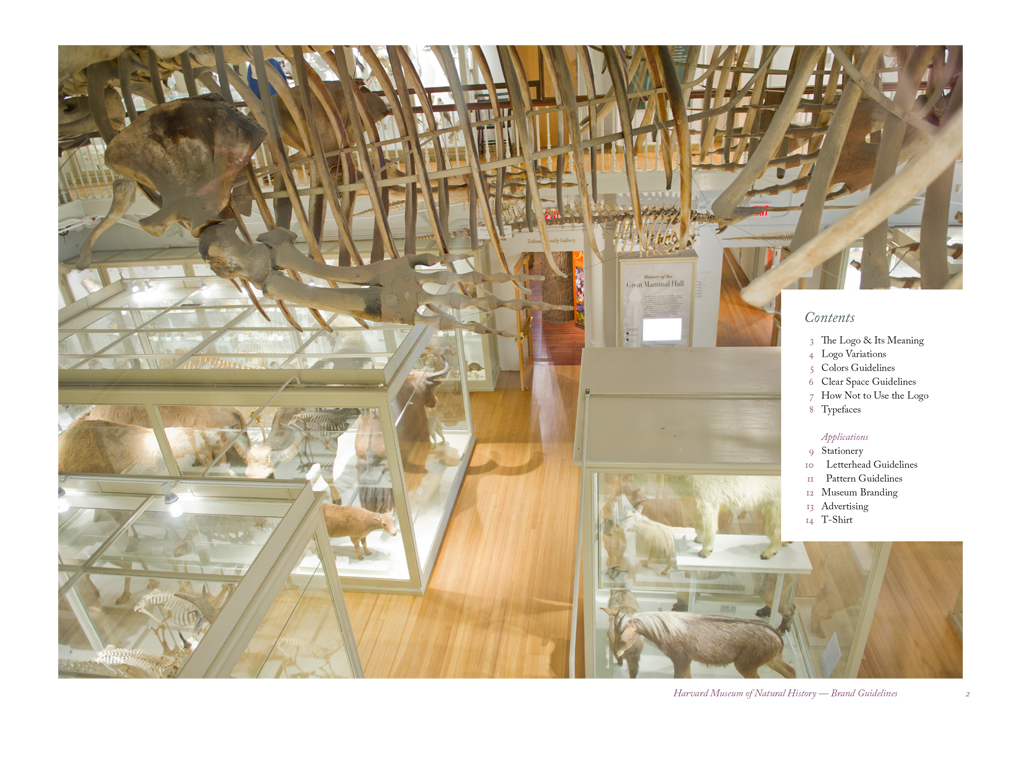 History of the
Great Mammal Hall
Contents
3 The Logo & Its Meaning
4 Logo Variations
5 Colors Guidelines
6 Clear Space Guidelines
7 How Not to Use the Logo
8 Typefaces
Applications
9 Stationery
10 Letterhead Guidelines
11 Pattern Guidelines
12 Museum Branding
13 Advertising
14 T-Shirt
Harvard Museum of Natural History — Brand Guidelines 2